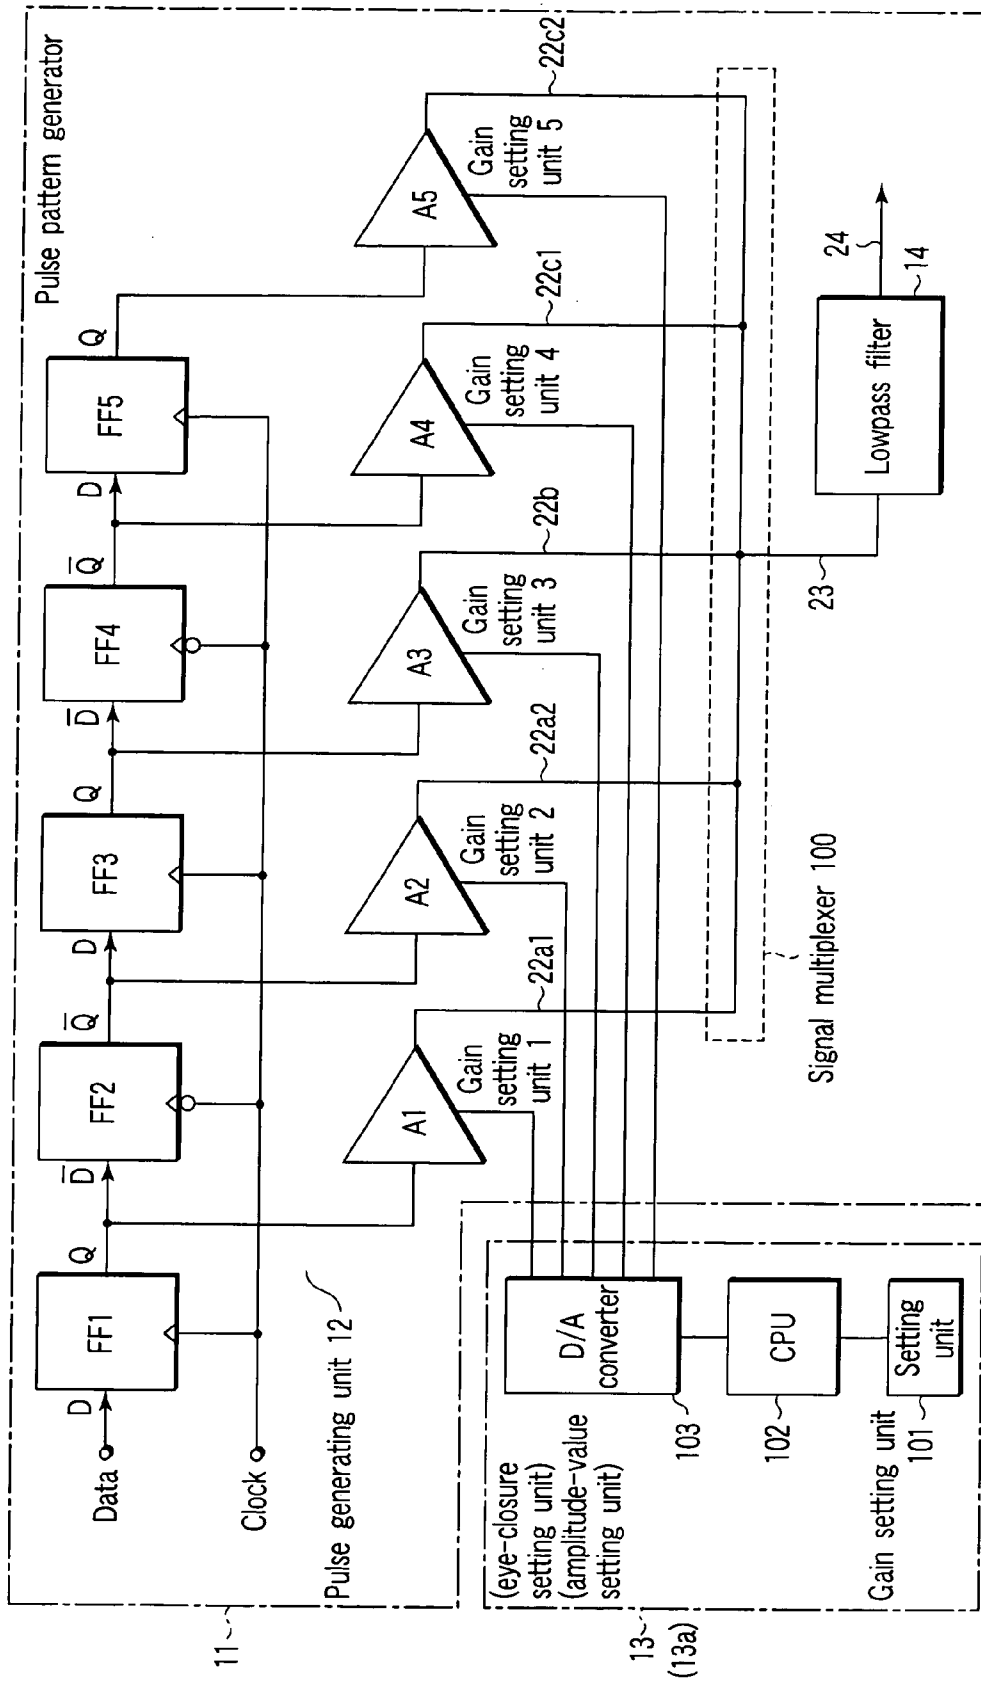 Pulse pattern generator
D
FF1
Q
D̅
FF2
Q̅
D
FF3
Q
D̅
FF4
Q̅
D
FF5
Q
Data
Clock
Pulse generating unit 12
A1
A2
A3
A4
A5
Gain
setting
unit 1
Gain
setting
unit 2
Gain
setting
unit 3
Gain
setting
unit 4
Gain
setting
unit 5
22a1
22a2
22b
22c1
22c2
11
(eye-closure
setting unit)
(amplitude-value
setting unit)
D/A
converter
103
CPU
102
Setting
unit
101
Gain setting unit
13
(13a)
Signal multiplexer 100
23
Lowpass filter
24
14